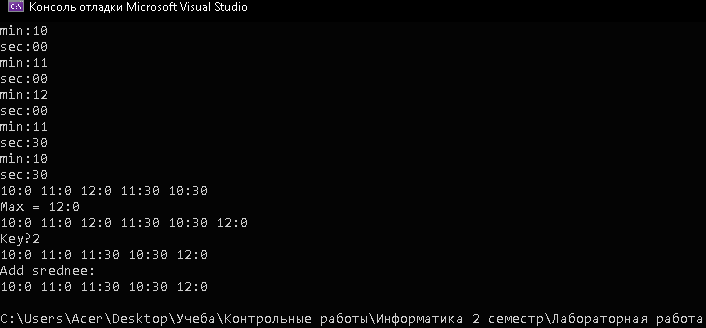 Консоль отладки Microsoft Visual Studio
min:10
sec:00
min:11
sec:00
min:12
sec:00
min:11
sec:30
min:10
sec:30
10:0 11:0 12:0 11:30 10:30
Max = 12:0
10:0 11:0 12:0 11:30 10:30 12:0
Key?2
10:0 11:0 11:30 10:30 12:0
Add srednee:
10:0 11:0 11:30 10:30 12:0
C:\Users\Acer\Desktop\Учеба\Контрольные работы\Информатика 2 семестр\Лабораторная работа